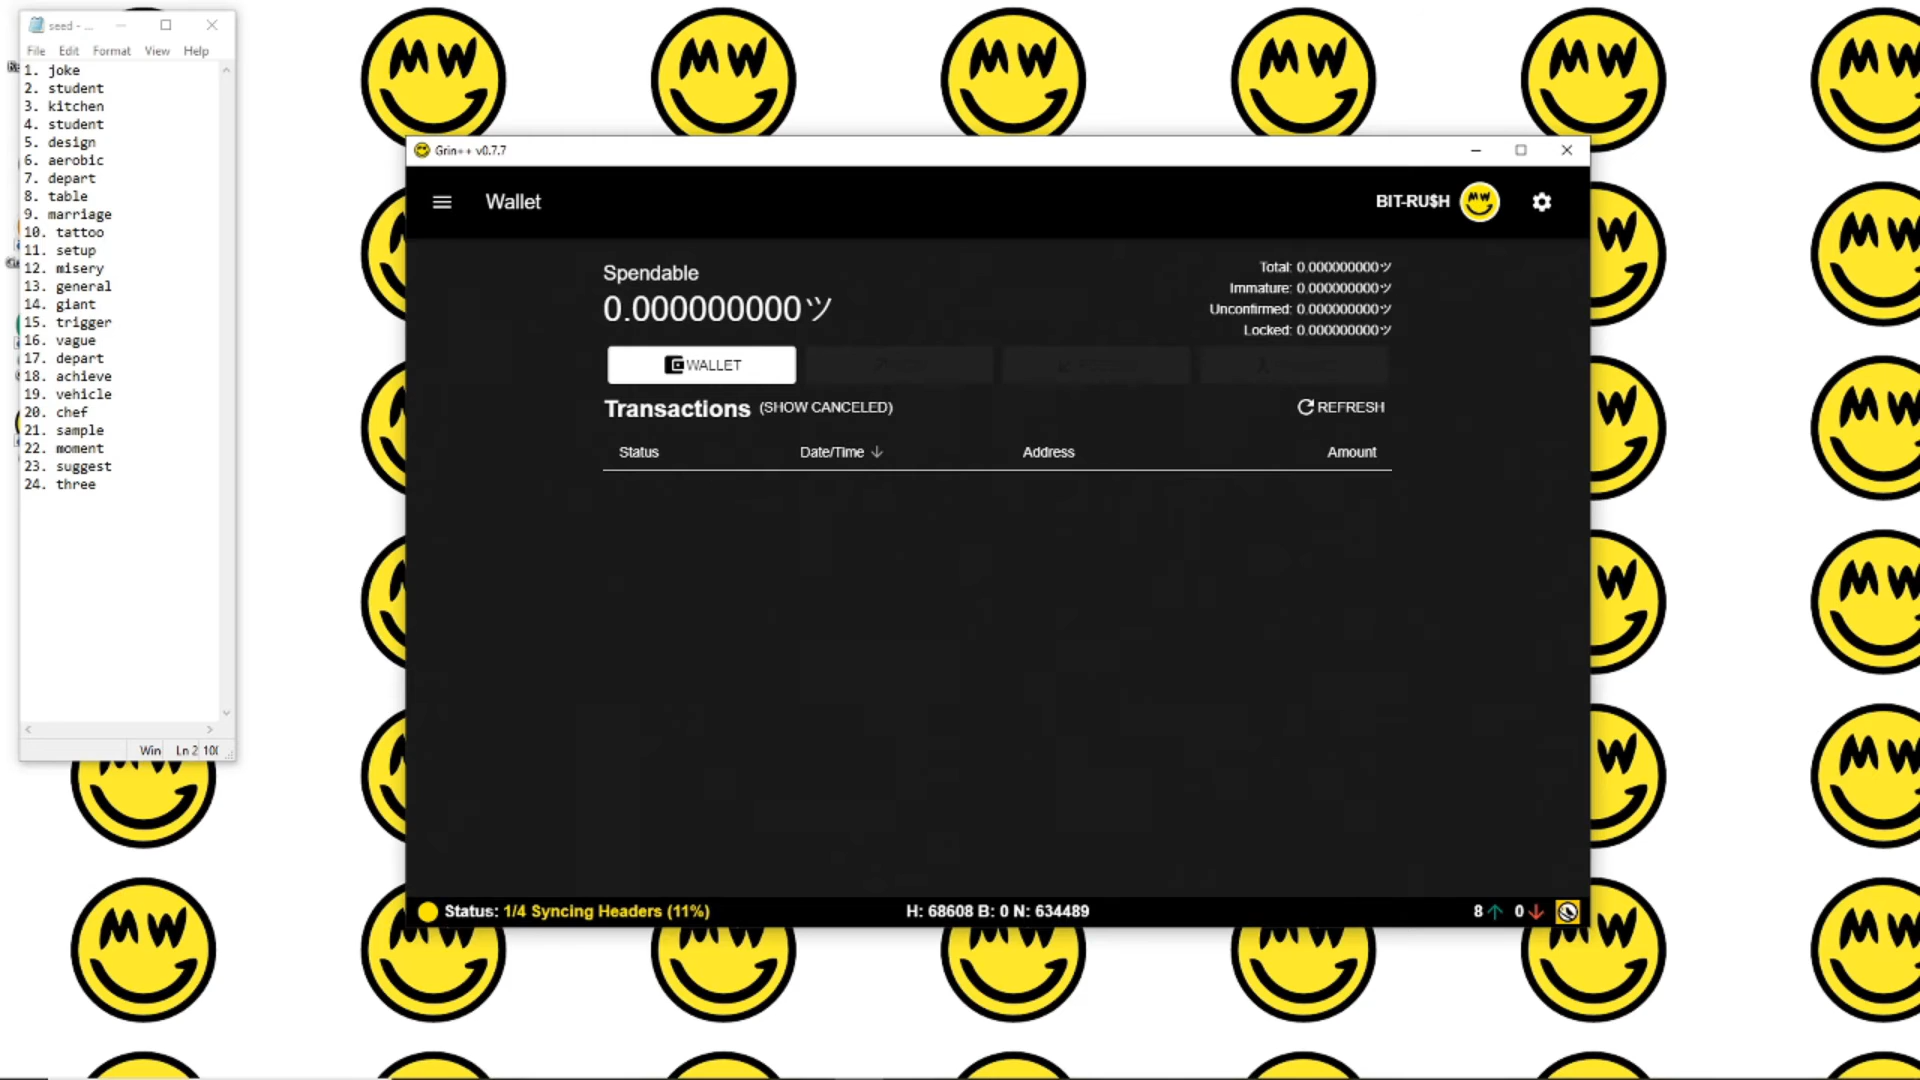 seed - ...
File Edit Format View Help
1. joke
2. student
3. kitchen
4. student
5. design
6. aerobic
7. depart
8. table
9. marriage
10. tattoo
11. setup
12. misery
13. general
14. giant
15. trigger
16. vague
17. depart
18. achieve
19. vehicle
20. chef
21. sample
22. moment
23. suggest
24. three
Win Ln 2 10
Grin++ v0.7.7
Wallet
BIT-RU$H
Spendable
0.000000000ツ
Total: 0.000000000ツ
Immature: 0.000000000ツ
Unconfirmed: 0.000000000ツ
Locked: 0.000000000ツ
WALLET
Transactions (SHOW CANCELED)
REFRESH
Status Date/Time ↓ Address Amount
Status: 1/4 Syncing Headers (11%)
H: 68608 B: 0 N: 634489
8↑ 0↓